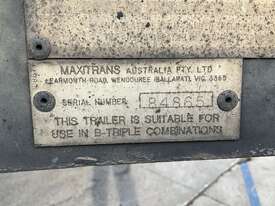 MAXITRANS AUSTRALIA PTY. LTD
LEARMONTH ROAD, WENDOUREE (BALLARAT), VIC. 3355
SERIAL NUMBER 84865
THIS TRAILER IS SUITABLE FOR
USE IN B-TRIPLE COMBINATIONS